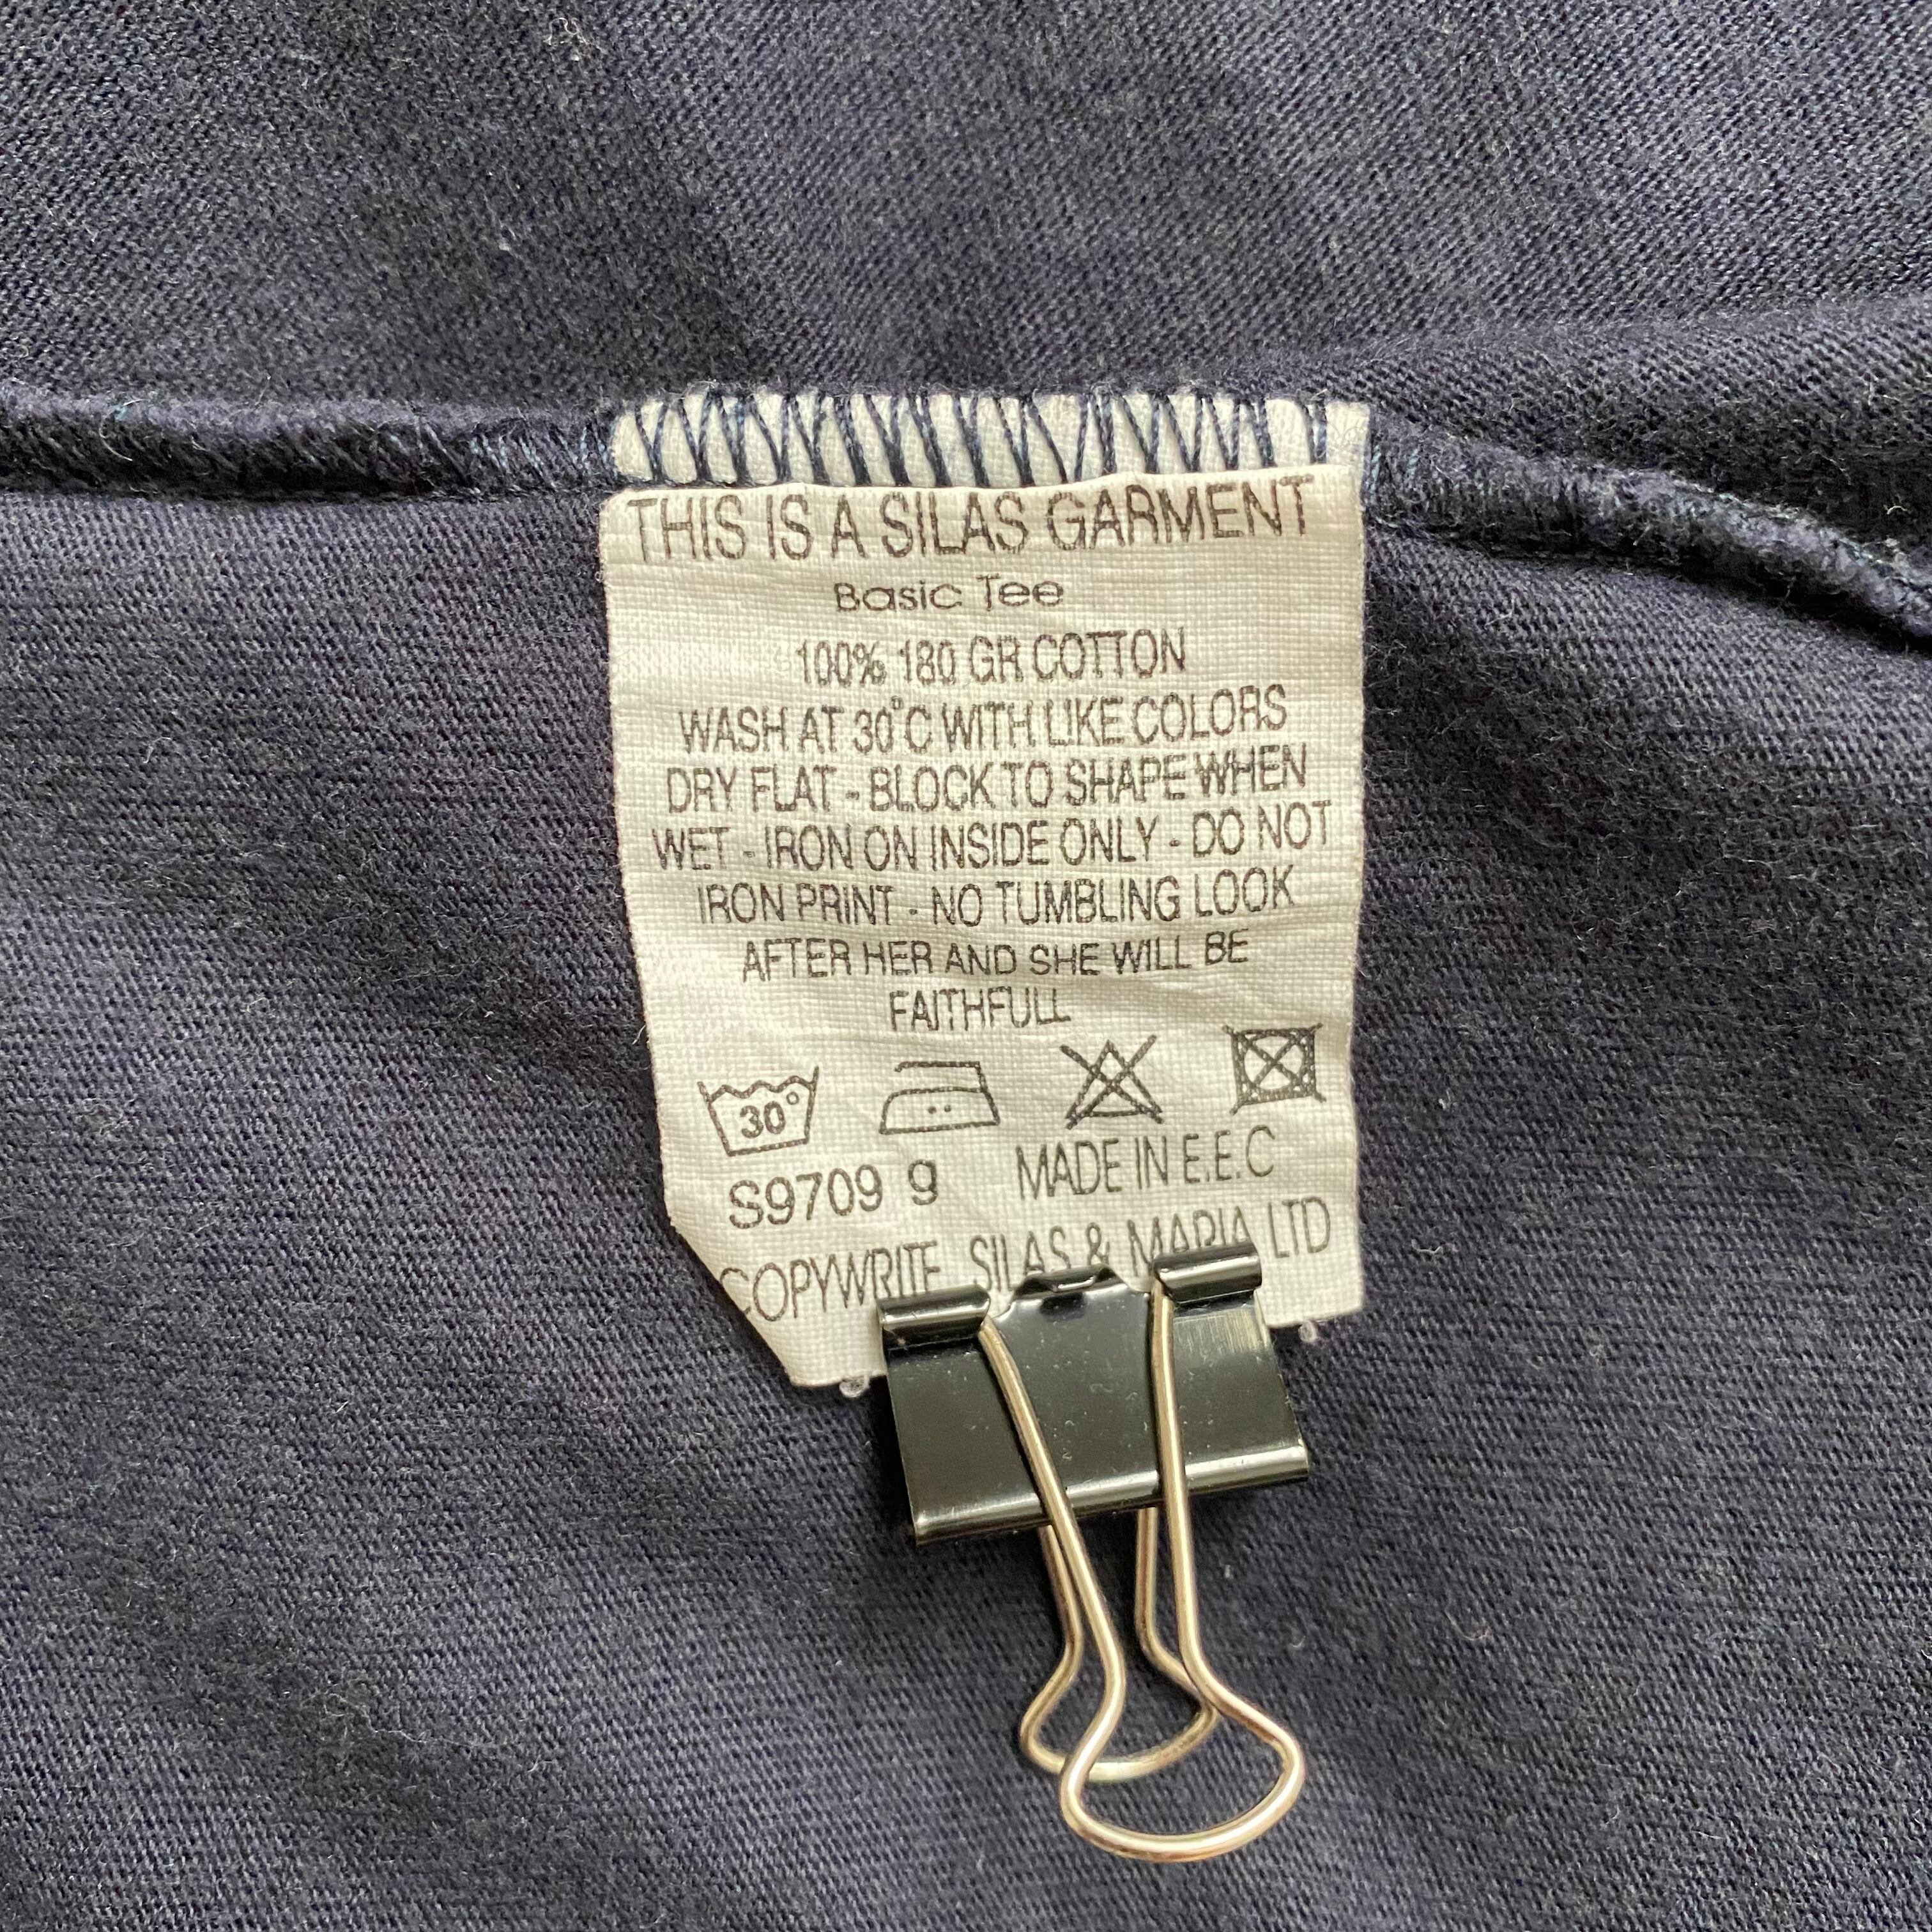 THIS IS A SILAS GARMENT
Basic Tee
100% 180 GR COTTON
WASH AT 30°C WITH LIKE COLORS
DRY FLAT - BLOCK TO SHAPE WHEN
WET - IRON ON INSIDE ONLY - DO NOT
IRON PRINT - NO TUMBLING LOOK
AFTER HER AND SHE WILL BE
FAITHFULL
30°
S9709 g MADE IN E.E.C
COPYWRITE SILAS & MARIA LTD